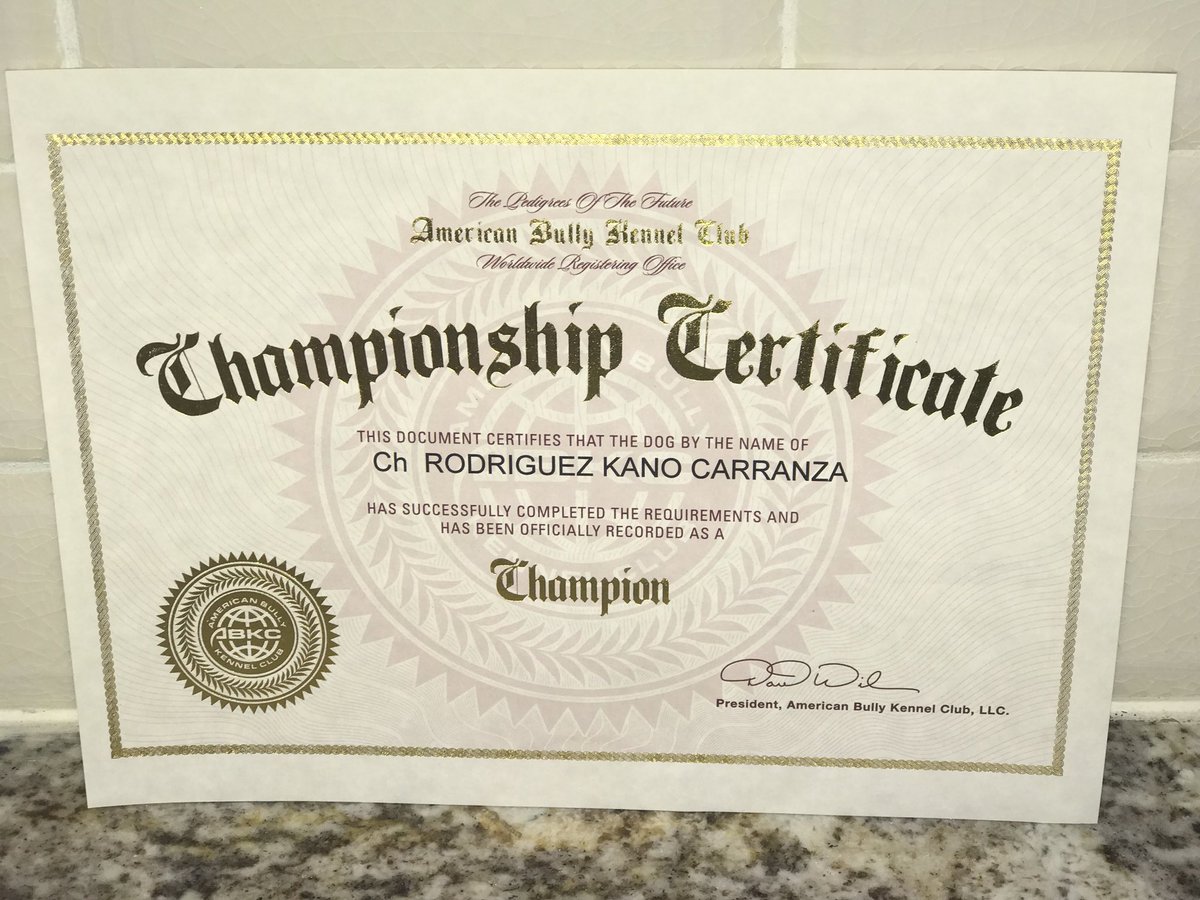 The Pedigrees Of The Future
American Bully Kennel Club
Worldwide Registering Office
Championship Certificate
THIS DOCUMENT CERTIFIES THAT THE DOG BY THE NAME OF
Ch RODRIGUEZ KANO CARRANZA
HAS SUCCESSFULLY COMPLETED THE REQUIREMENTS AND
HAS BEEN OFFICIALLY RECORDED AS A
Champion
AMERICAN BULLY
ABKC
KENNEL CLUB
President, American Bully Kennel Club, LLC.